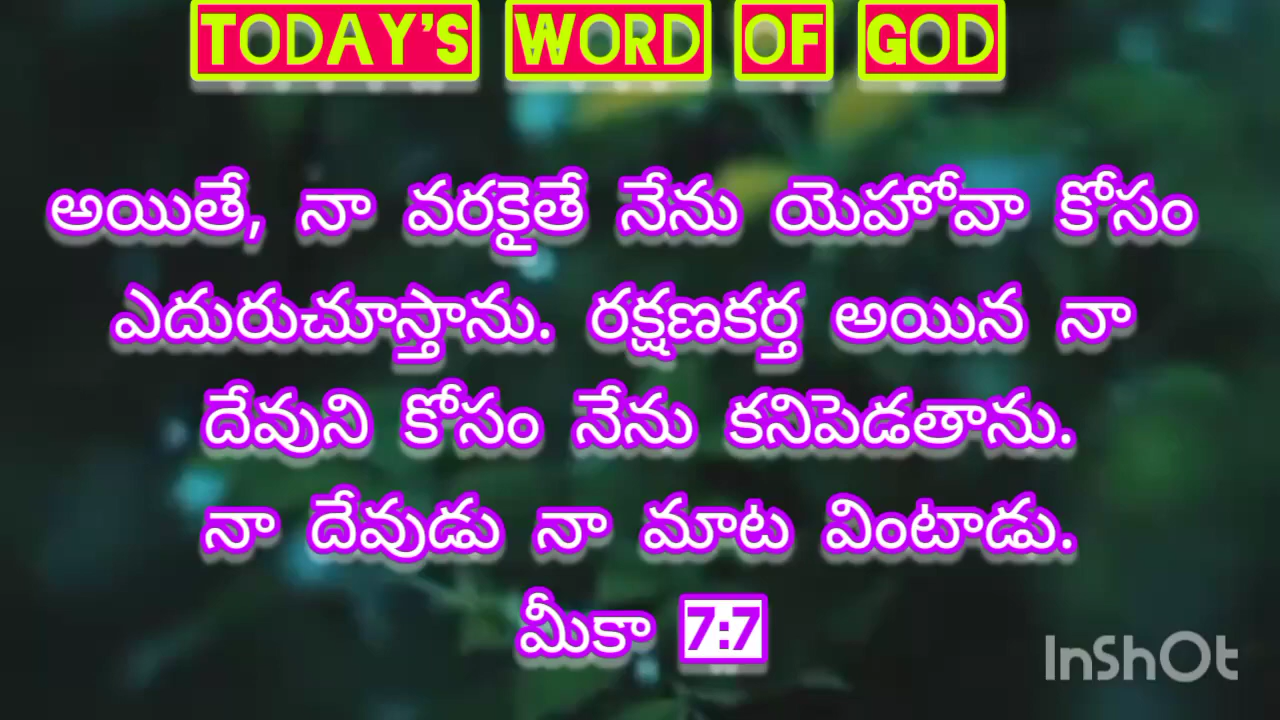 TODAY'S WORD OF GOD
అయితే, నా వరకైతే నేను యెహోవా కోసం
ఎదురుచూస్తాను. రక్షణకర్త అయిన నా
దేవుని కోసం నేను కనిపెడతాను.
నా దేవుడు నా మాట వింటాడు.
మీకా 7:7
InShOt